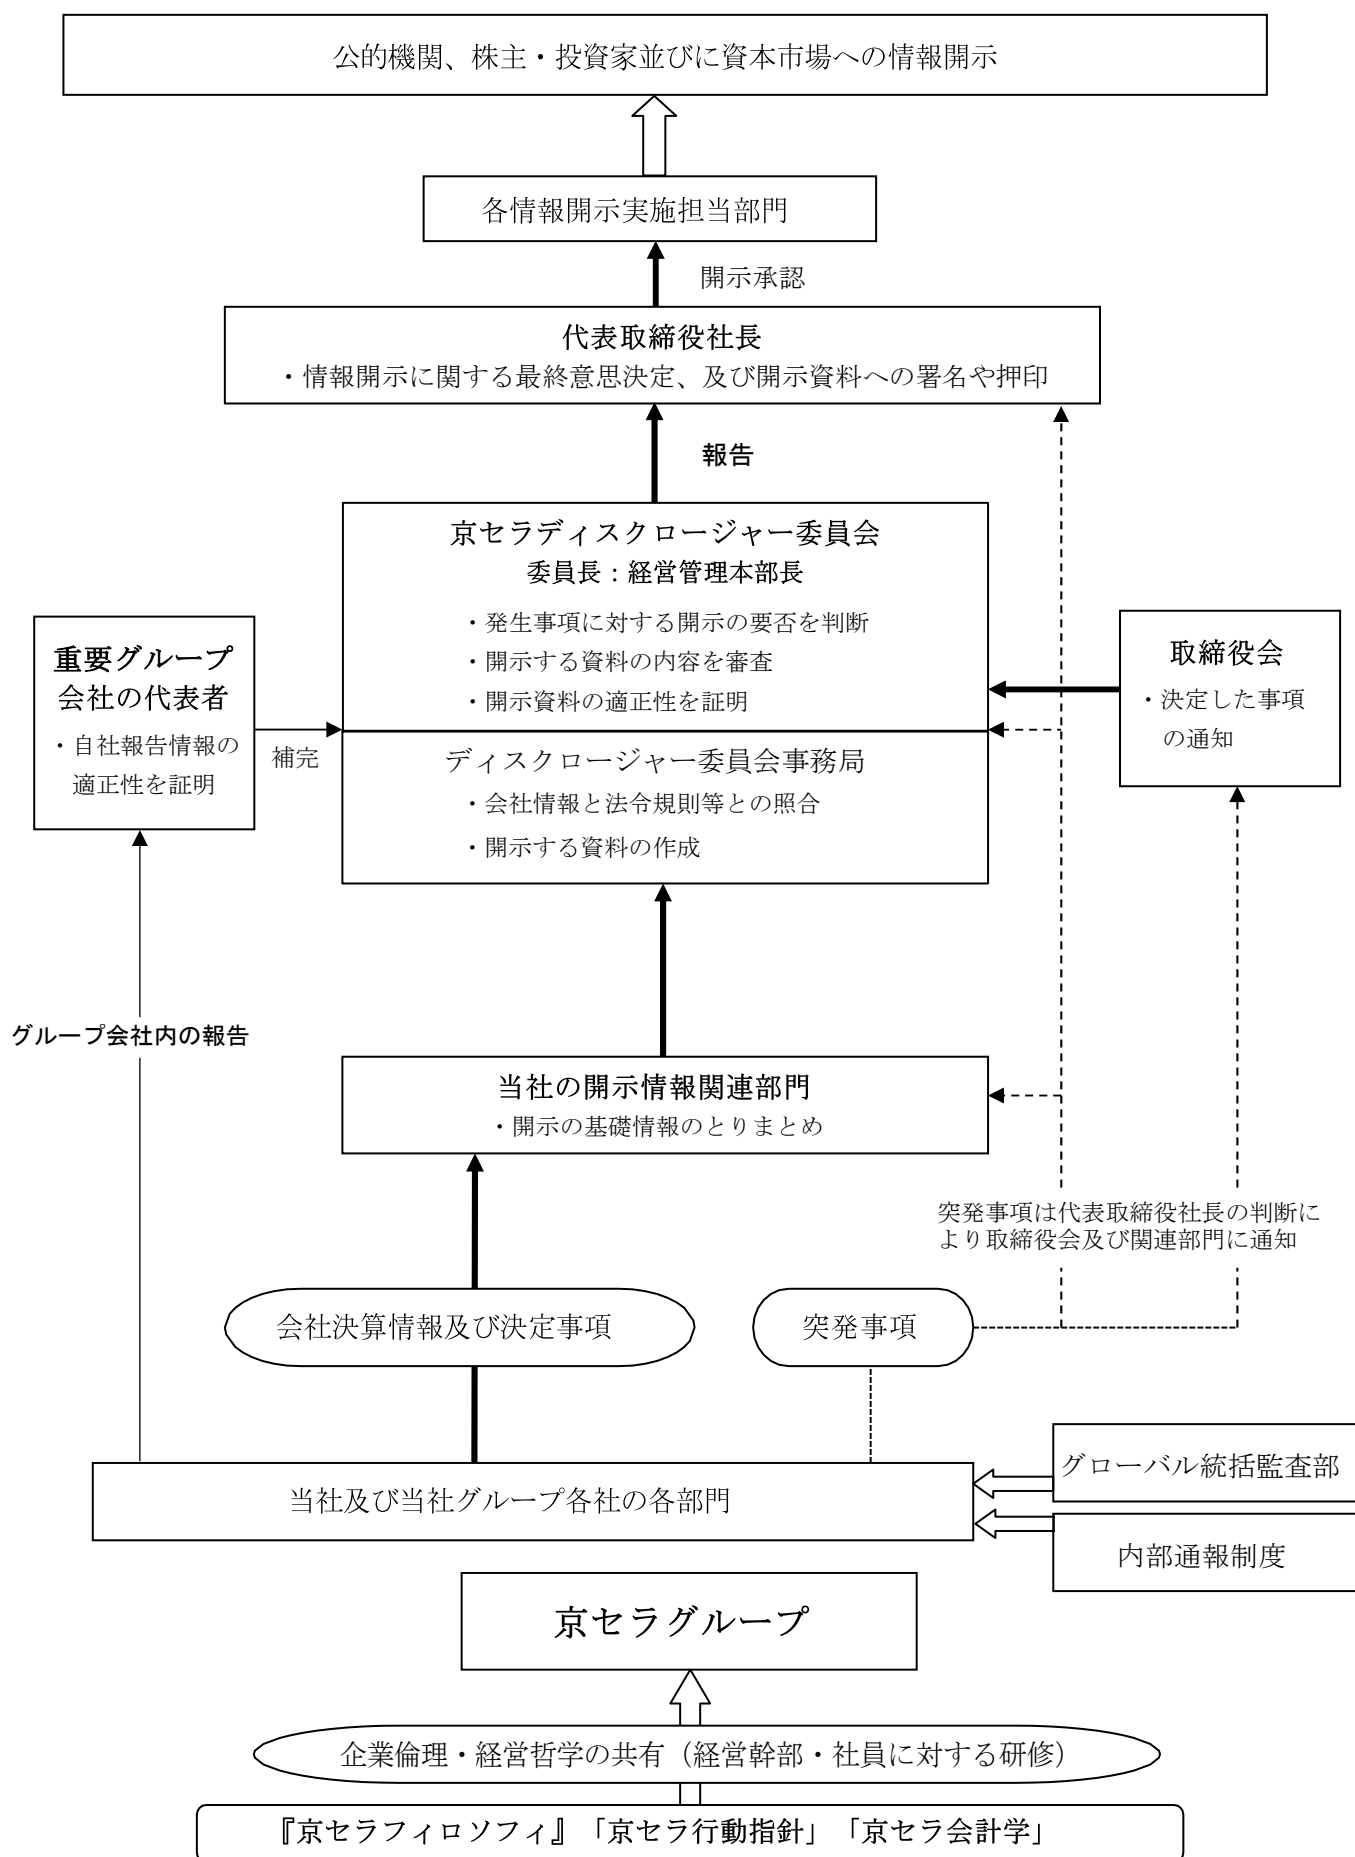 公的機関、株主・投資家並びに資本市場への情報開示
各情報開示実施担当部門
開示承認
代表取締役社長
・情報開示に関する最終意思決定、及び開示資料への署名や押印
報告
京セラディスクロージャー委員会
委員長：経営管理本部長
・発生事項に対する開示の要否を判断
・開示する資料の内容を審査
・開示資料の適正性を証明
重要グループ
会社の代表者
・自社報告情報の
適正性を証明
補完
取締役会
・決定した事項
の通知
ディスクロージャー委員会事務局
・会社情報と法令規則等との照合
・開示する資料の作成
グループ会社内の報告
当社の開示情報関連部門
・開示の基礎情報のとりまとめ
突発事項は代表取締役社長の判断に
より取締役会及び関連部門に通知
会社決算情報及び決定事項
突発事項
当社及び当社グループ各社の各部門
グローバル統括監査部
内部通報制度
京セラグループ
企業倫理・経営哲学の共有（経営幹部・社員に対する研修）
『京セラフィロソフィ』「京セラ行動指針」「京セラ会計学」